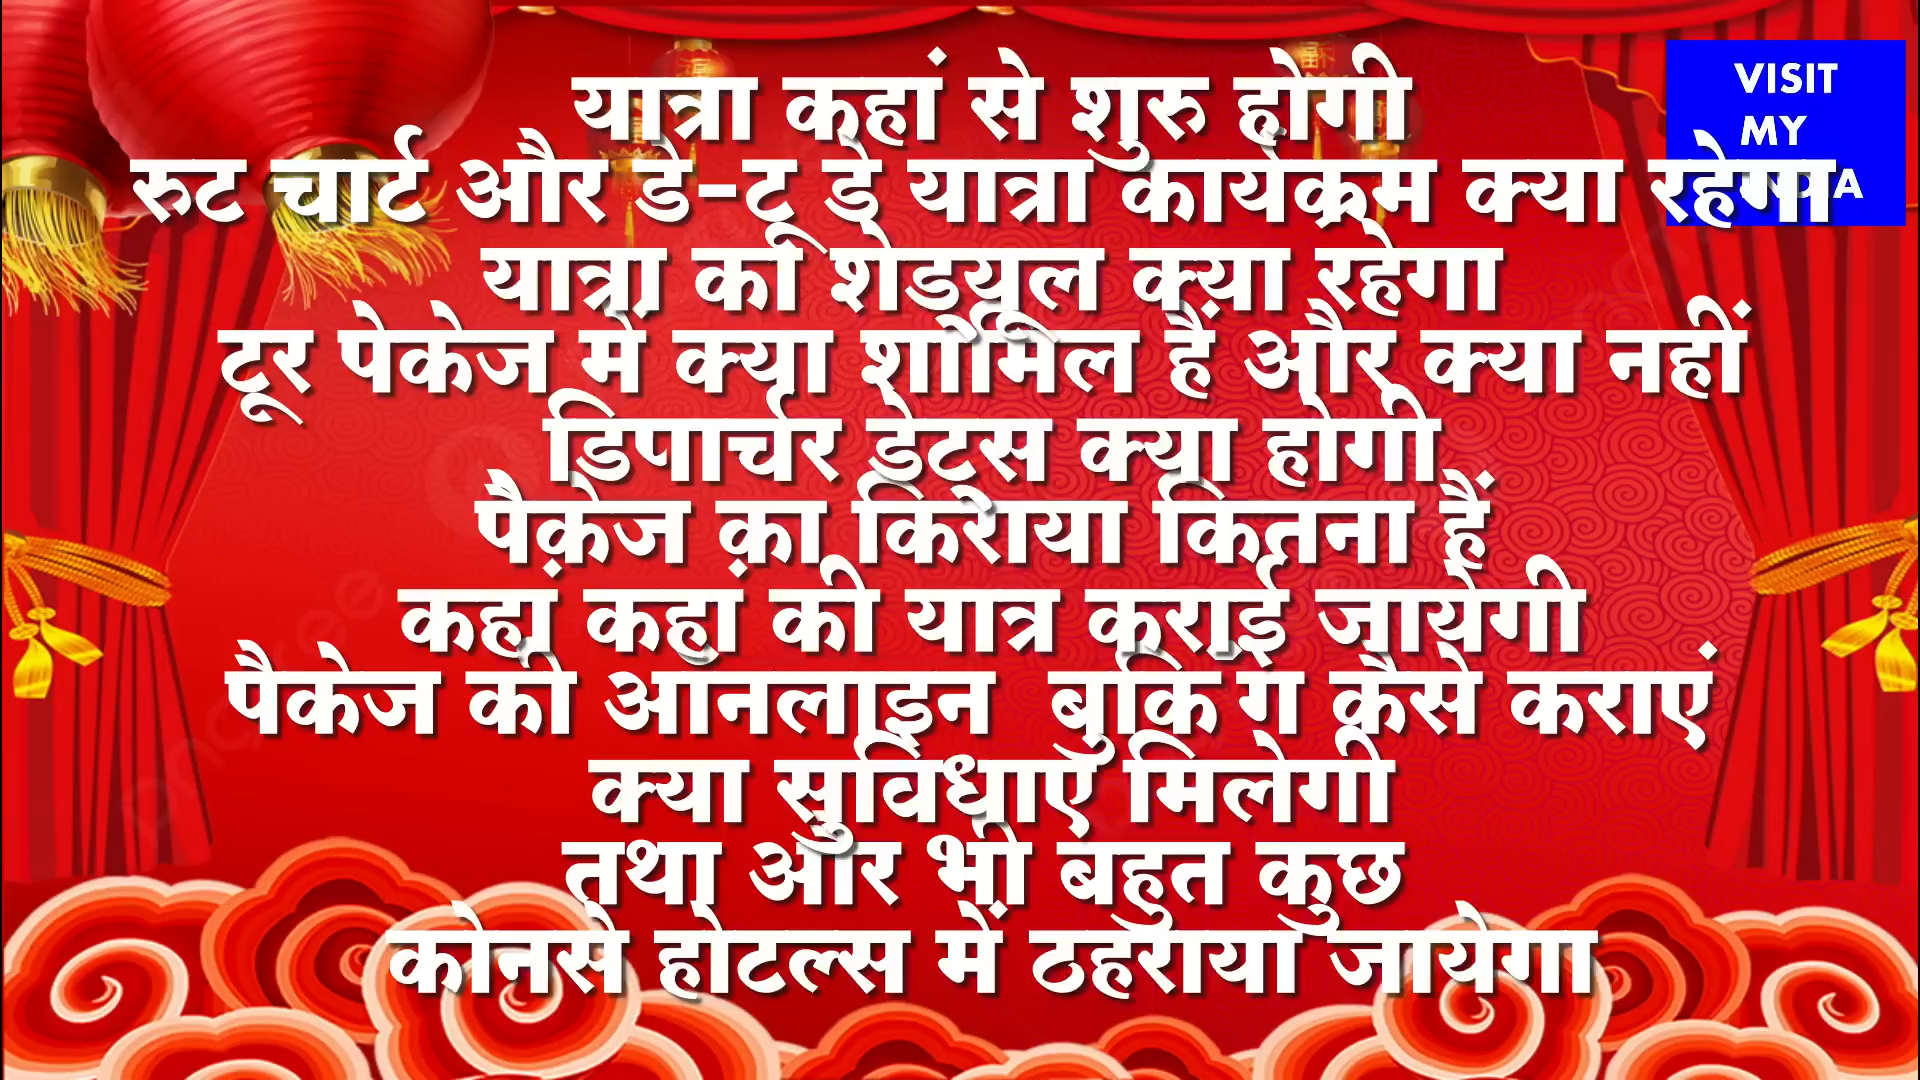 यात्रा कहां से शुरु होगी
VISIT
MY
रुट चार्ट और डे-टू डे यात्रा कार्यक्रम क्या रहेगा
यात्रा का शेडयूल क्या रहेगा
टूर पेकेज में क्या शामिल हैं और क्या नहीं
डिपार्चर डेट्स क्या होगी
पैकेज का किराया कितना हैं
कहां कहां की यात्र कराई जायेगी
पैकेज की ऑनलाइन बुकिंग कैसे कराएं
क्या सुविधाएं मिलेगी
तथा और भी बहुत कुछ
कोनसे होटल्स में ठहराया जायेगा